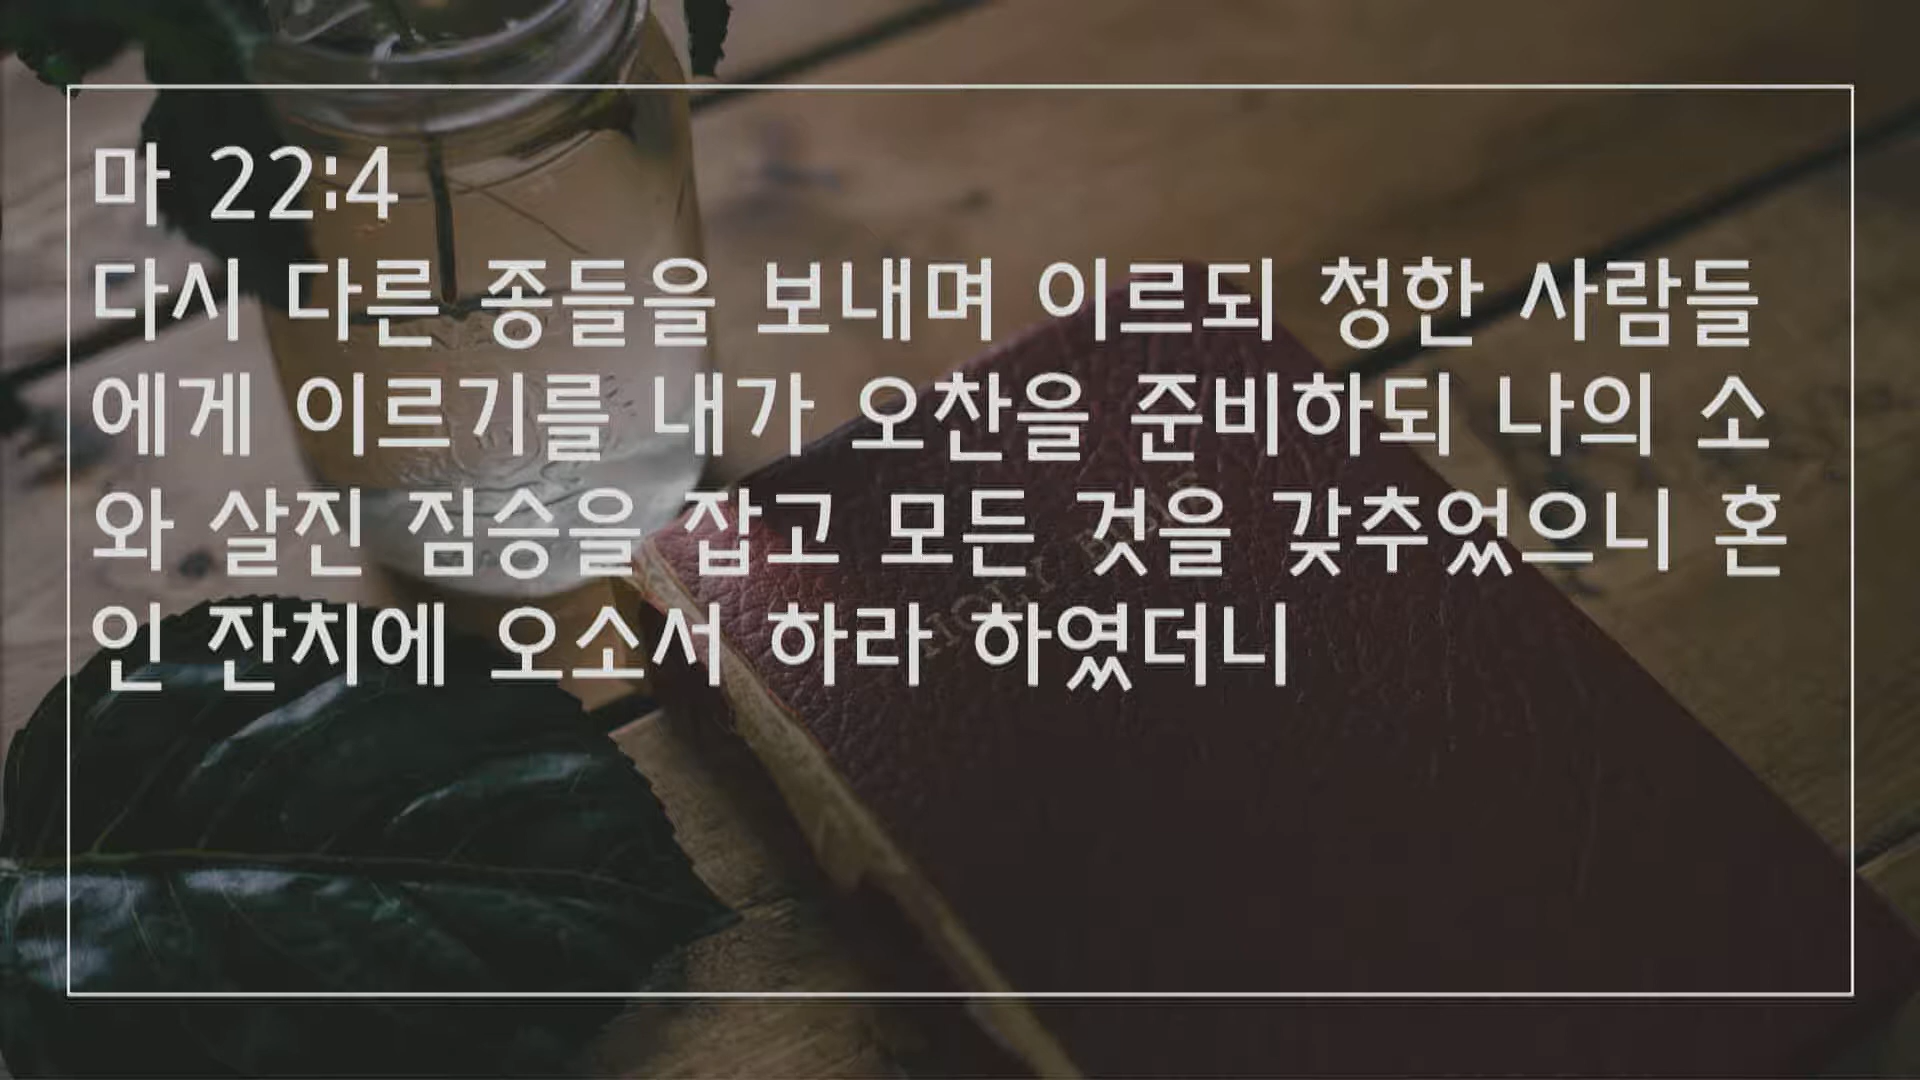 마 22:4
다시 다른 종들을 보내며 이르되 청한 사람들
에게 이르기를 내가 오찬을 준비하되 나의 소
와 살진 짐승을 잡고 모든 것을 갖추었으니 혼
인 잔치에 오소서 하라 하였더니
HOLY BIBLE